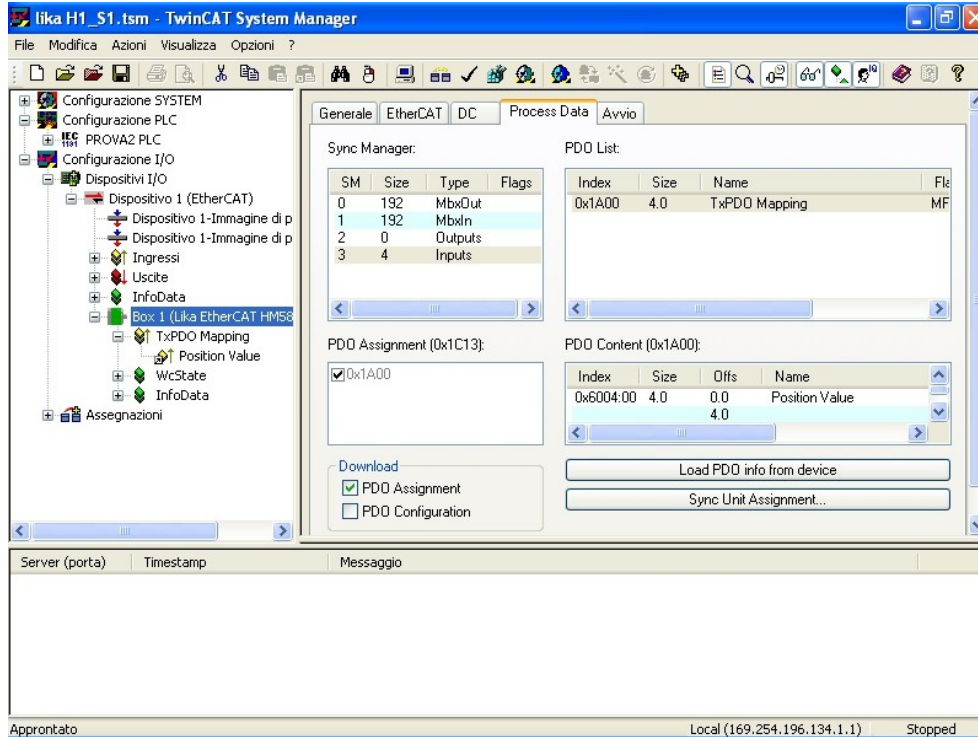 lika H1_S1.tsm - TwinCAT System Manager
File Modifica Azioni Visualizza Opzioni ?
Configurazione SYSTEM
Configurazione PLC
PROVA2 PLC
Configurazione I/O
Dispositivi I/O
Dispositivo 1 (EtherCAT)
Dispositivo 1-Immagine di p
Dispositivo 1-Immagine di p
Ingressi
Uscite
InfoData
Box 1 (Lika EtherCAT HM58
TxPDO Mapping
Position Value
WcState
InfoData
Assegnazioni
Generale EtherCAT DC Process Data Avvio
Sync Manager:
SM Size Type Flags
0 192 MbxOut
1 192 MbxIn
2 0 Outputs
3 4 Inputs
PDO List:
Index Size Name Fla
0x1A00 4.0 TxPDO Mapping MF
PDO Assignment (0x1C13):
0x1A00
PDO Content (0x1A00):
Index Size Offs Name
0x6004:00 4.0 0.0 Position Value
4.0
Download
PDO Assignment
PDO Configuration
Load PDO info from device
Sync Unit Assignment...
Server (porta) Timestamp Messaggio
Approntato Local (169.254.196.134.1.1) Stopped